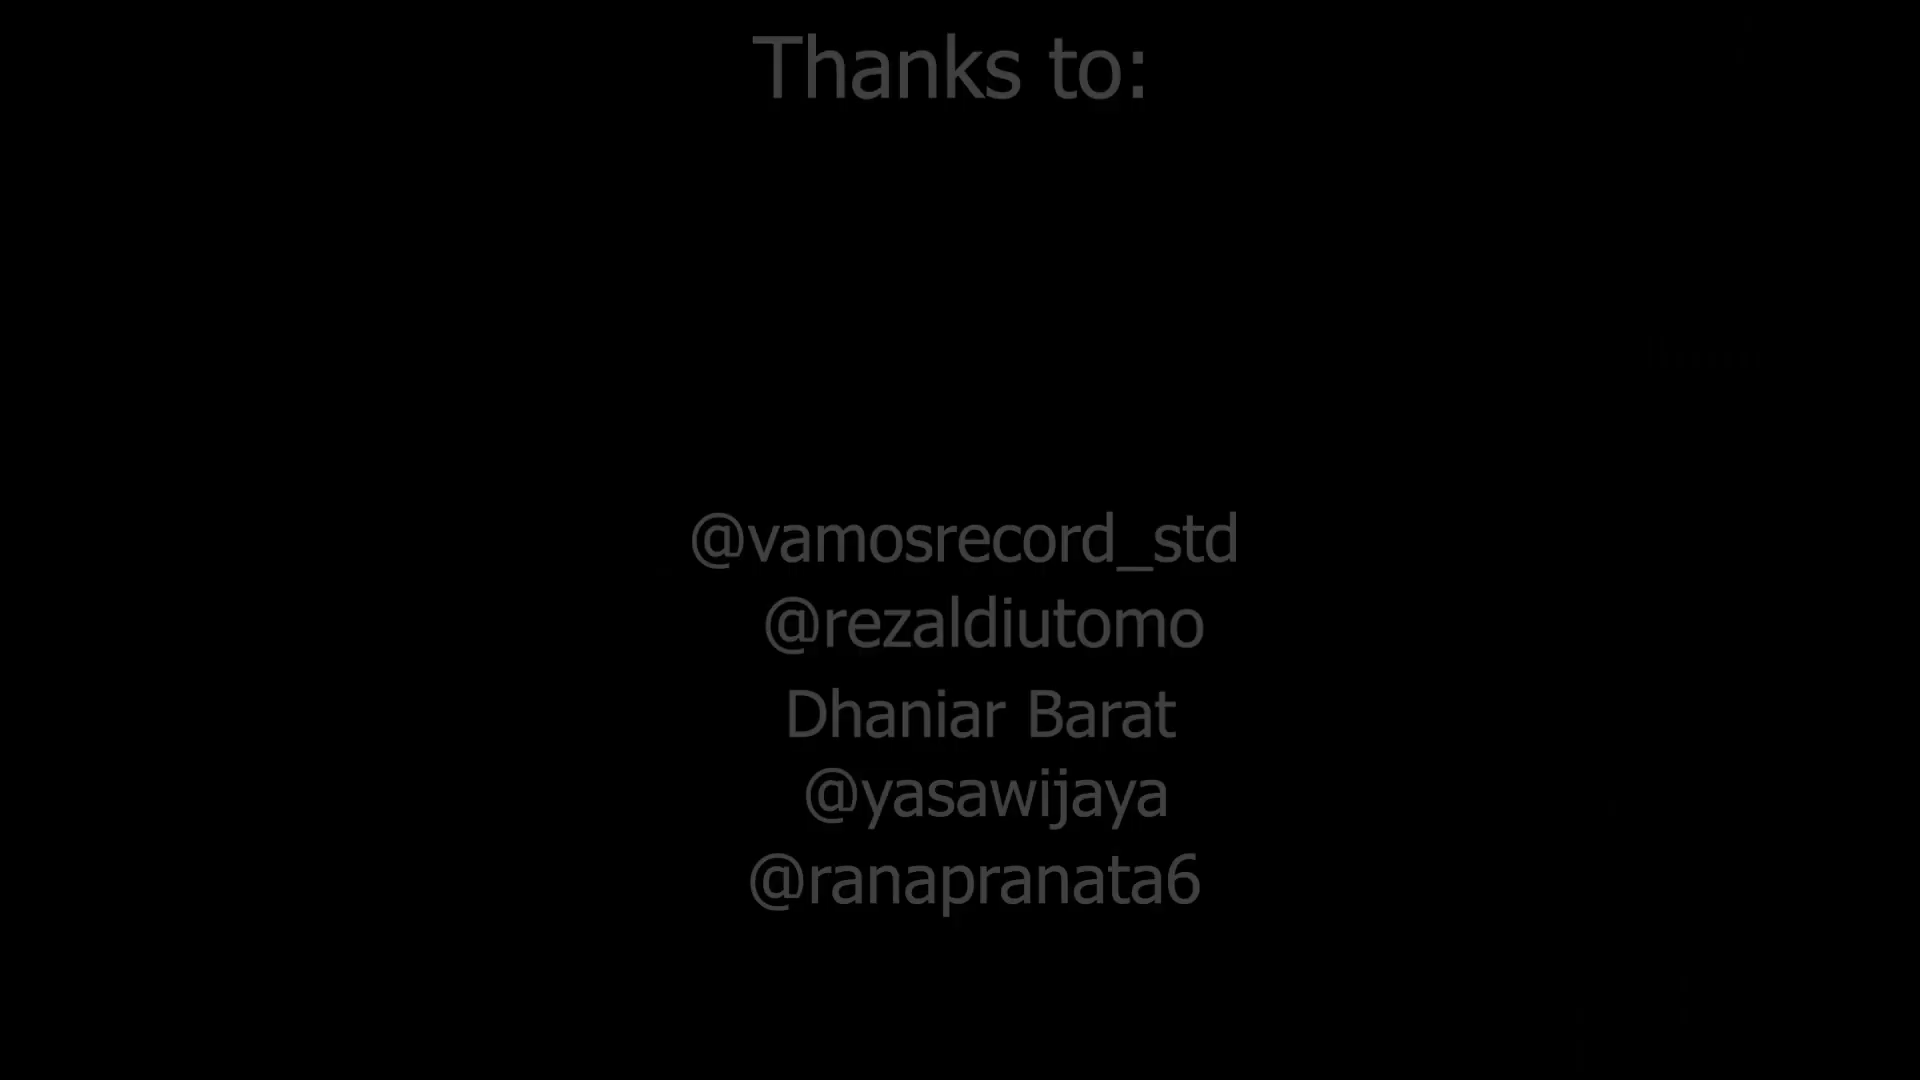 Thanks to:
@vamosrecord_std
@rezaldiutomo
Dhaniar Barat
@yasawijaya
@ranapranata6